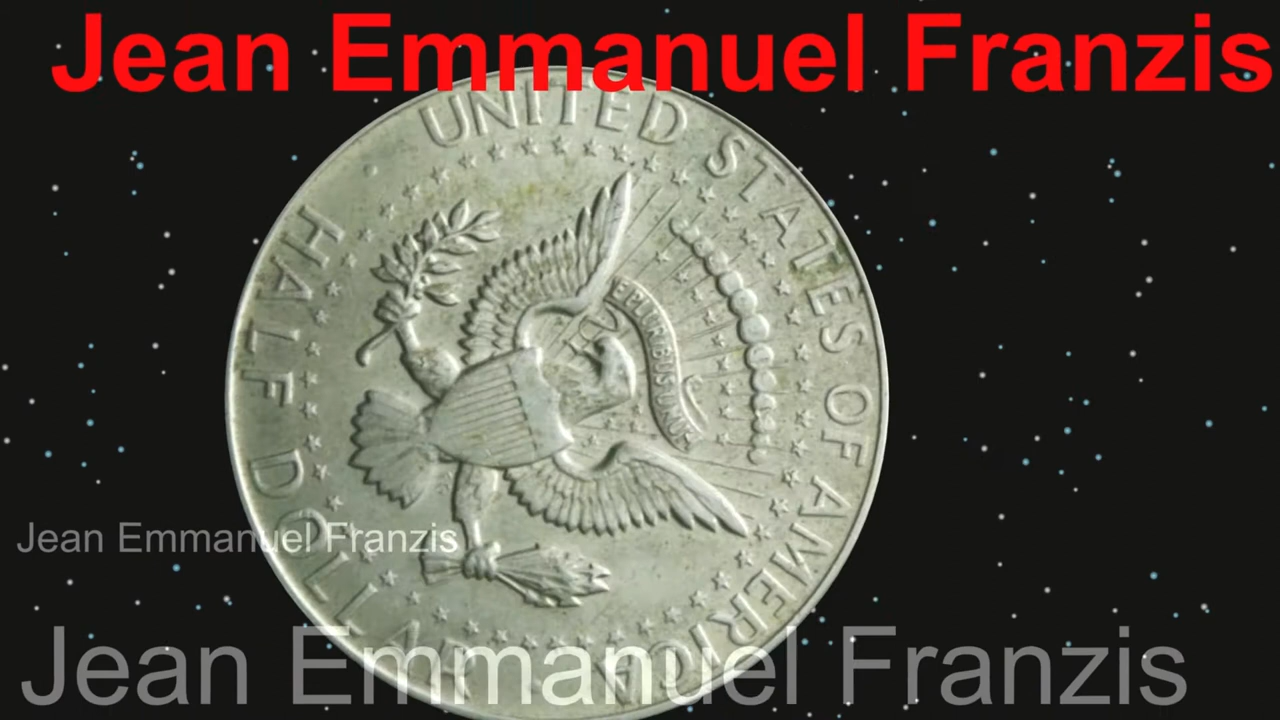 Jean Emmanuel Franzis
UNITED STATES OF AMERICA
E PLURIBUS UNUM
HALF DOLLAR
Jean Emmanuel Franzis
Jean Emmanuel Franzis